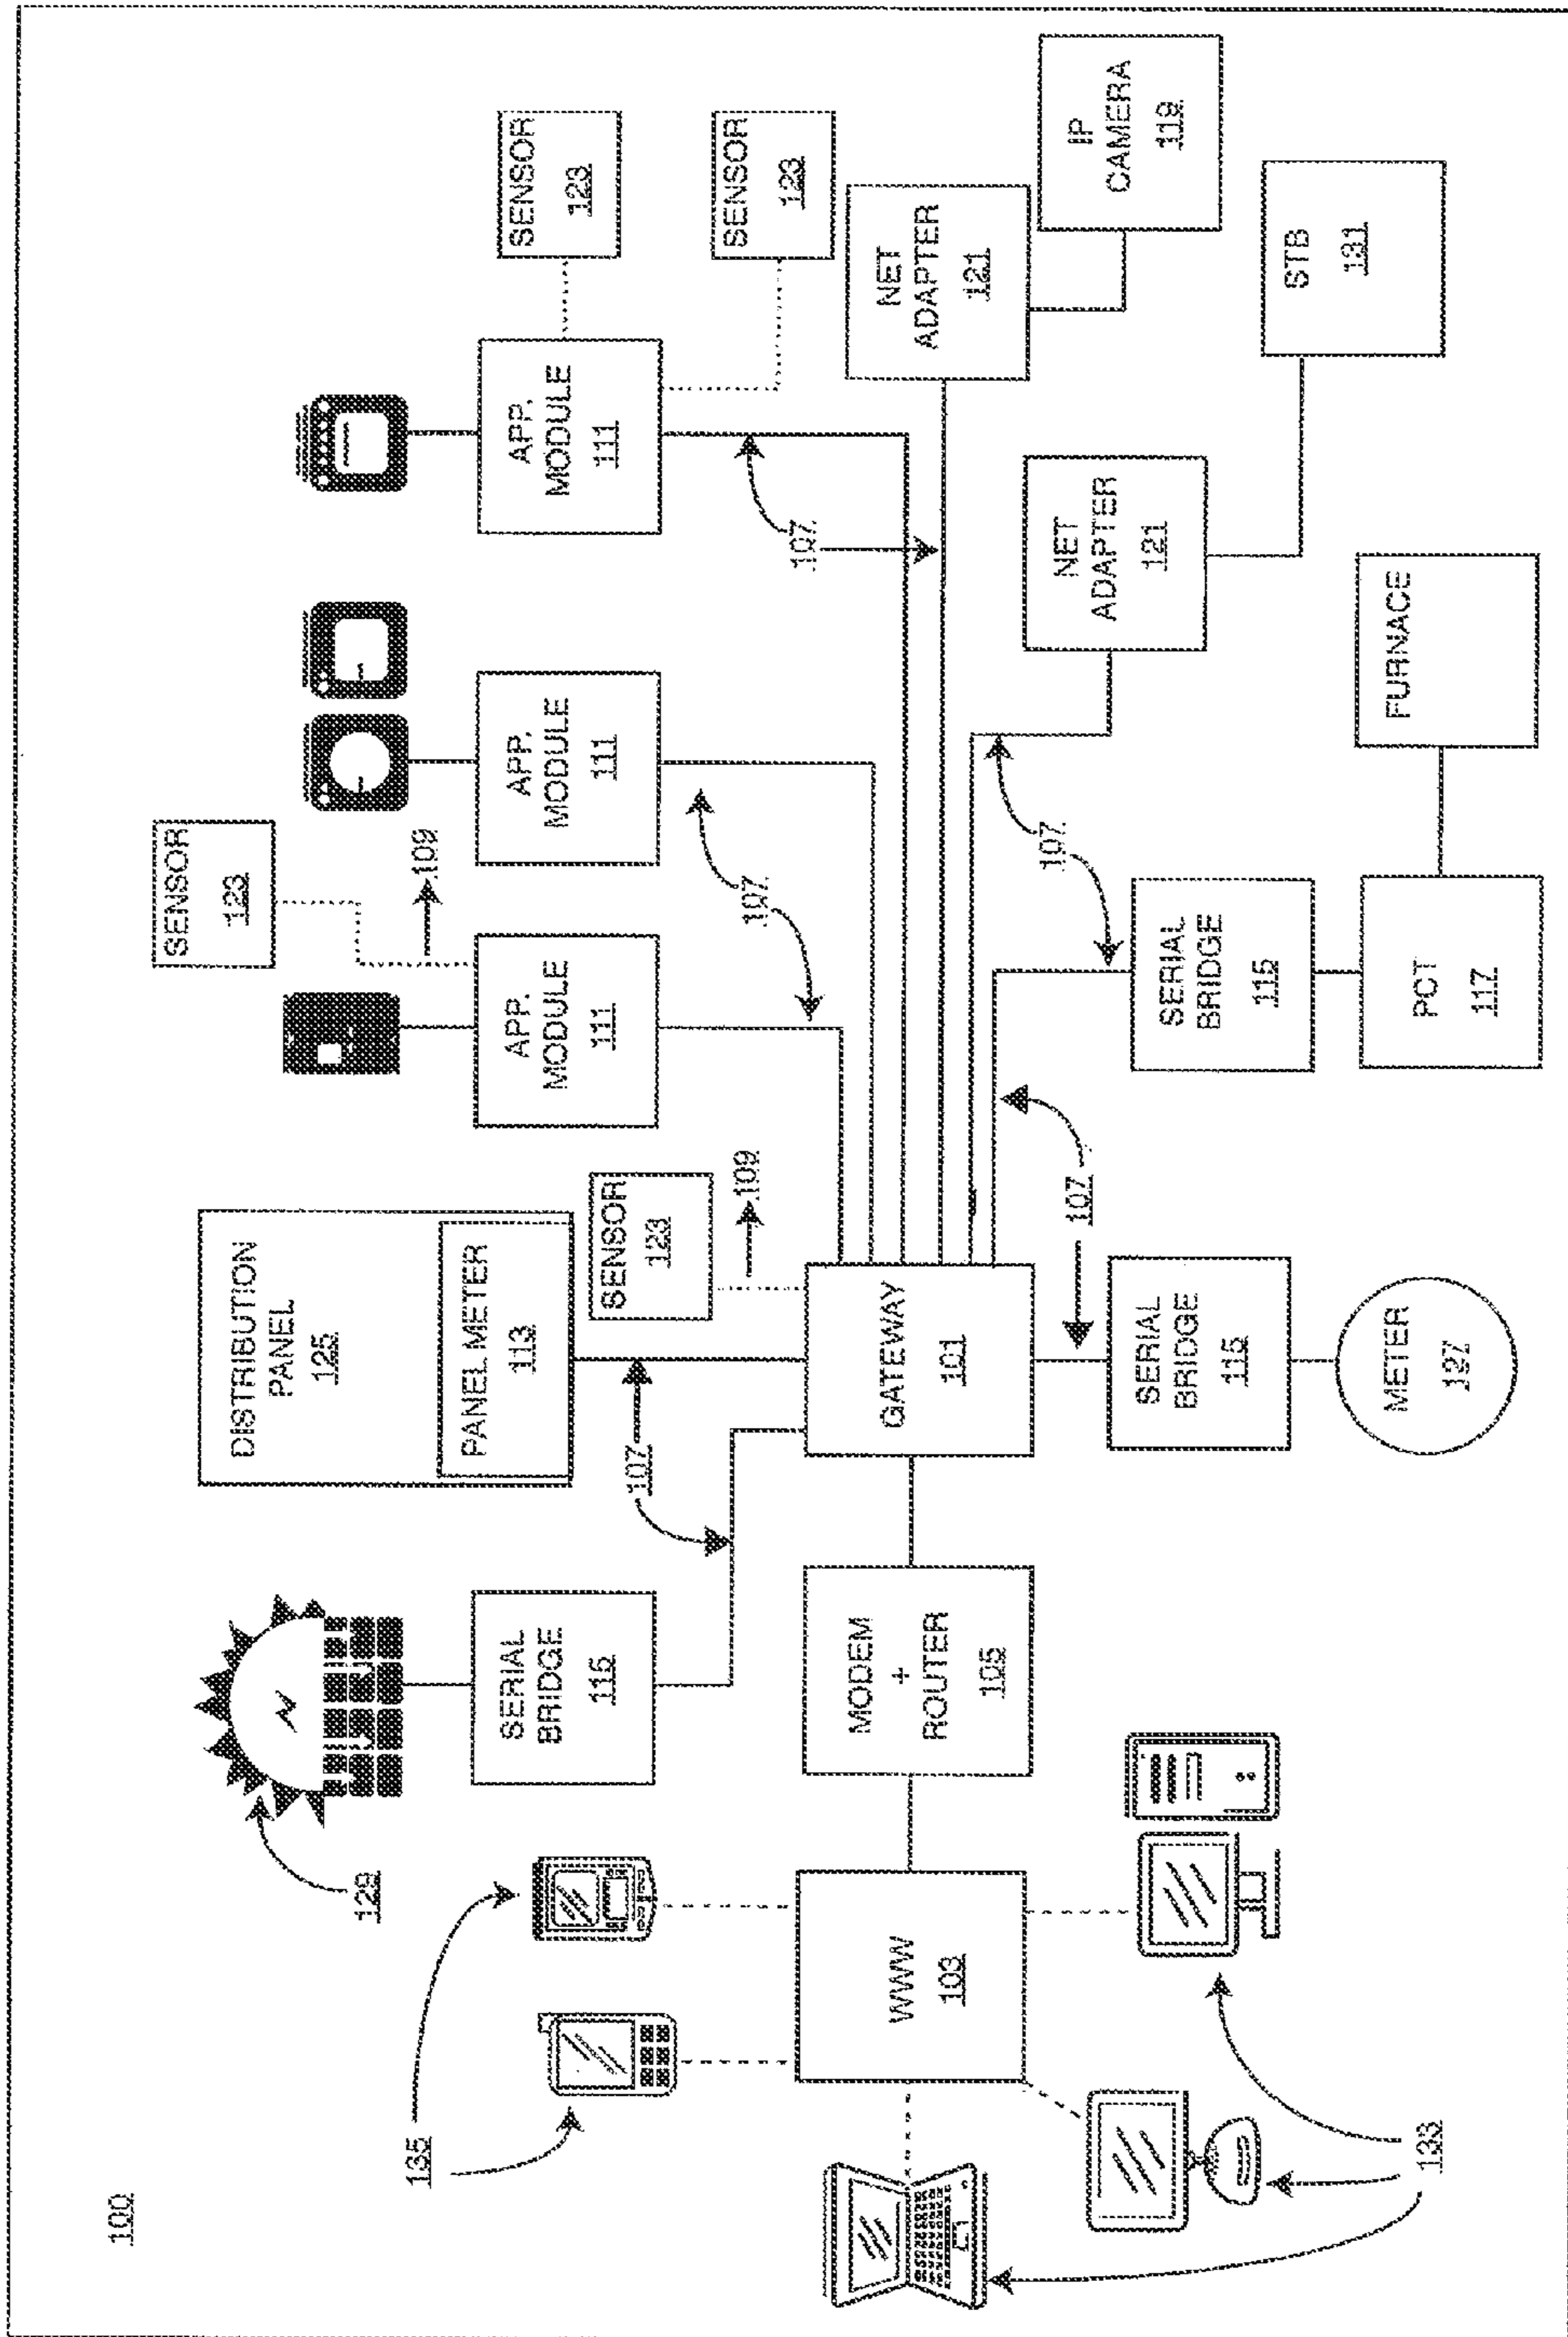 100
SENSOR
123
DISTRIBUTION
PANEL
125
129
135
109
PANEL METER
113
SERIAL
BRIDGE
115
APP.
MODULE
111
APP.
MODULE
111
APP.
MODULE
111
SENSOR
123
SENSOR
123
107
SENSOR
123
109
107
107
SENSOR
123
WWW
103
MODEM
+
ROUTER
105
GATEWAY
101
NET
ADAPTER
121
107
107
NET
ADAPTER
121
IP
CAMERA
119
SERIAL
BRIDGE
115
SERIAL
BRIDGE
115
STB
131
133
METER
127
PCT
117
FURNACE